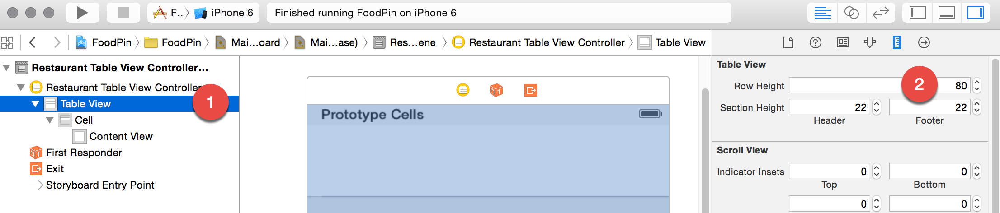 F.. iPhone 6 Finished running FoodPin on iPhone 6
FoodPin FoodPin Mai...oard Mai...ase) Res...ene Restaurant Table View Controller Table View
Restaurant Table View Controller...
Restaurant Table View Controller
Table View
1
Cell
Content View
First Responder
Exit
Storyboard Entry Point
Prototype Cells
Table View
Row Height 80
2
Section Height 22 22
Header Footer
Scroll View
Indicator Insets 0 0
Top Bottom
0 0